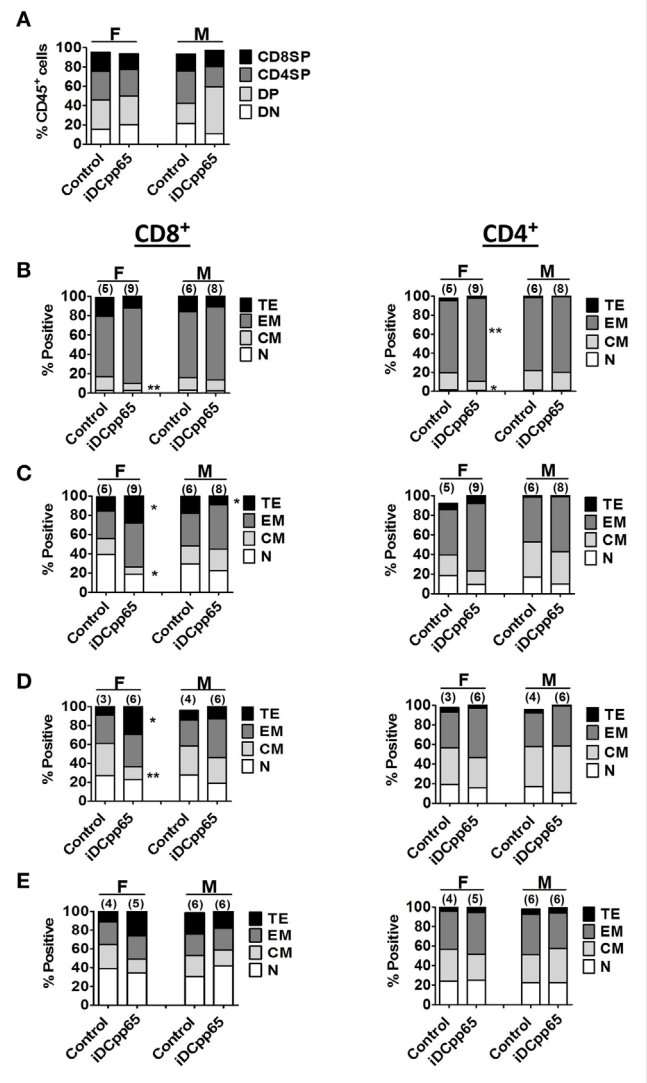 A
F M
% CD45+ cells
100
80
60
40
20
0
CD8SP
CD4SP
DP
DN
Control iDCpp65 Control iDCpp65
CD8+ CD4+
B
F M
(5) (9) (6) (8)
% Positive
100
80
60
40
20
0
**
TE
EM
CM
N
Control iDCpp65 Control iDCpp65
F M
(5) (9) (6) (8)
% Positive
100
80
60
40
20
0
**
*
TE
EM
CM
N
Control iDCpp65 Control iDCpp65
C
F M
(5) (9) (6) (8)
% Positive
100
80
60
40
20
0
*
*
*
TE
EM
CM
N
Control iDCpp65 Control iDCpp65
F M
(5) (9) (6) (8)
% Positive
100
80
60
40
20
0
TE
EM
CM
N
Control iDCpp65 Control iDCpp65
D
F M
(3) (6) (4) (6)
% Positive
100
80
60
40
20
0
*
**
TE
EM
CM
N
Control iDCpp65 Control iDCpp65
F M
(3) (6) (4) (6)
% Positive
100
80
60
40
20
0
TE
EM
CM
N
Control iDCpp65 Control iDCpp65
E
F M
(4) (5) (6) (6)
% Positive
100
80
60
40
20
0
TE
EM
CM
N
Control iDCpp65 Control iDCpp65
F M
(4) (5) (6) (6)
% Positive
100
80
60
40
20
0
TE
EM
CM
N
Control iDCpp65 Control iDCpp65